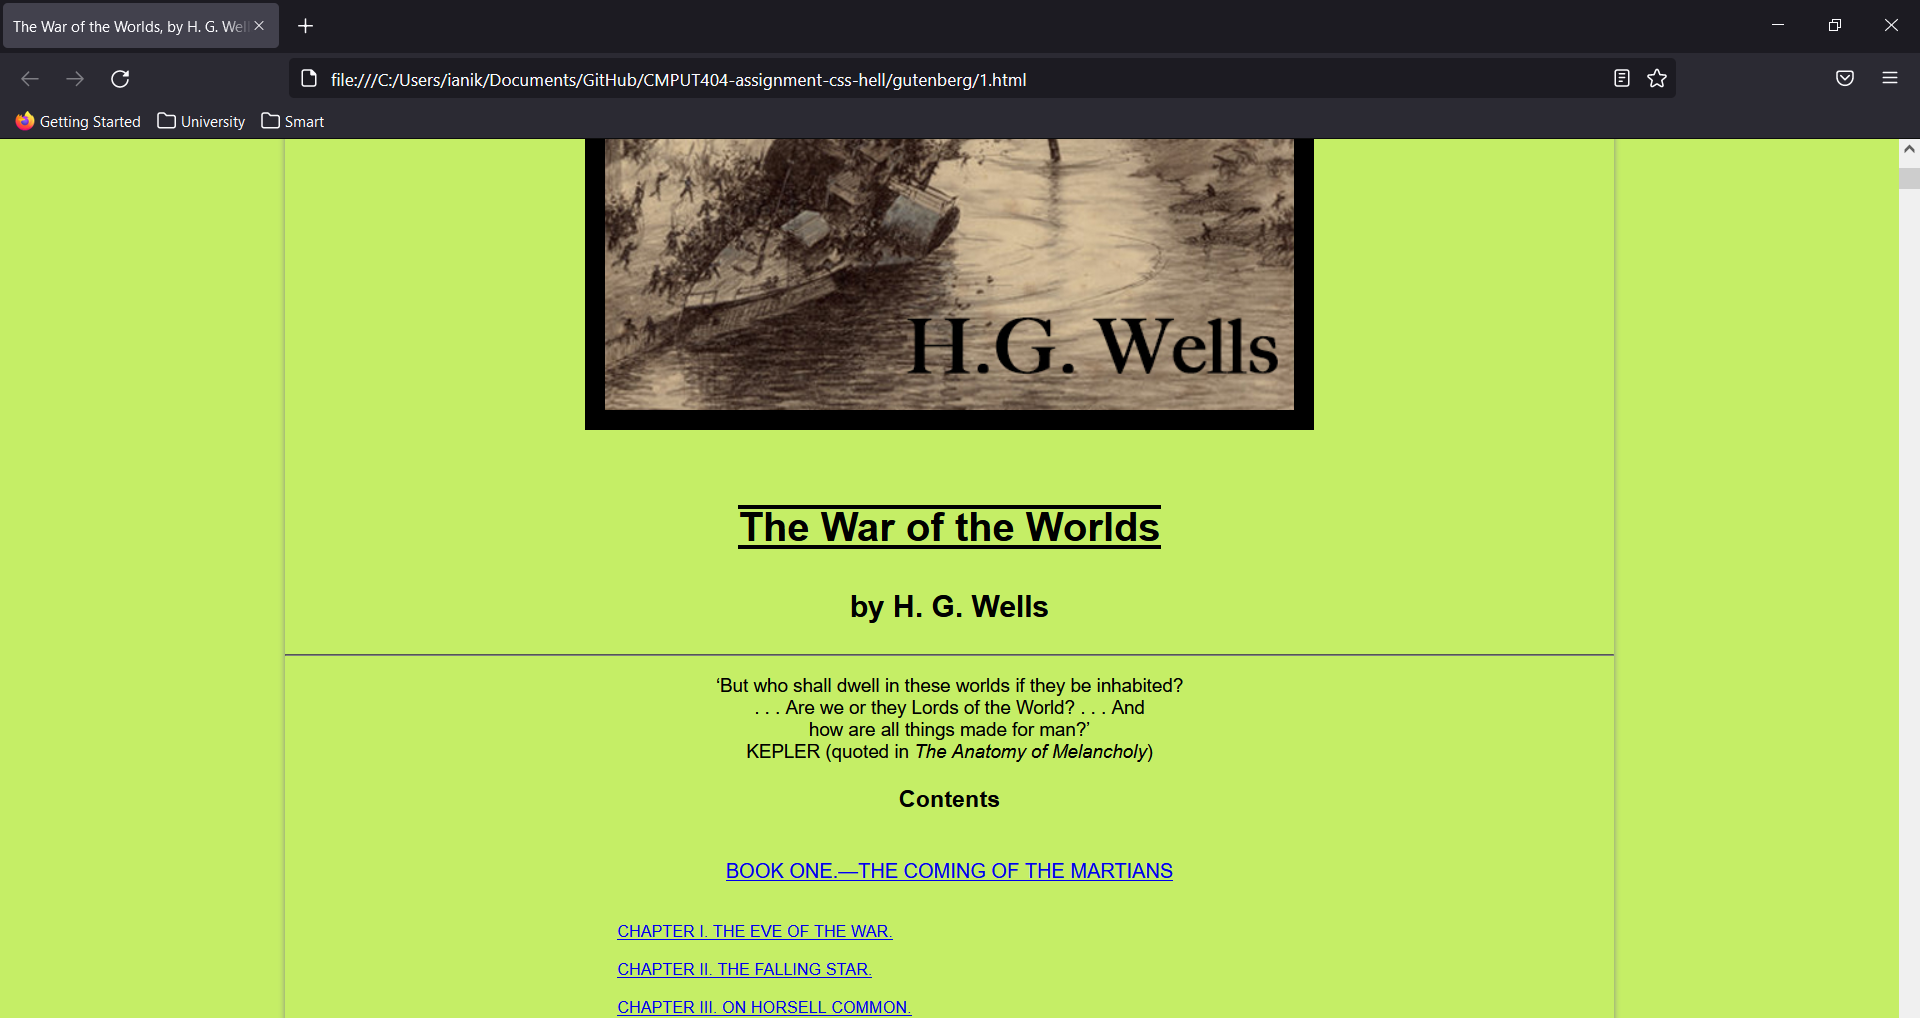 The War of the Worlds, by H. G. Wel
file:///C:/Users/ianik/Documents/GitHub/CMPUT404-assignment-css-hell/gutenberg/1.html
Getting Started University Smart
H.G. Wells
The War of the Worlds
by H. G. Wells
‘But who shall dwell in these worlds if they be inhabited?
. . . Are we or they Lords of the World? . . . And
how are all things made for man?’
KEPLER (quoted in The Anatomy of Melancholy)
Contents
BOOK ONE.—THE COMING OF THE MARTIANS
CHAPTER I. THE EVE OF THE WAR.
CHAPTER II. THE FALLING STAR.
CHAPTER III. ON HORSELL COMMON.